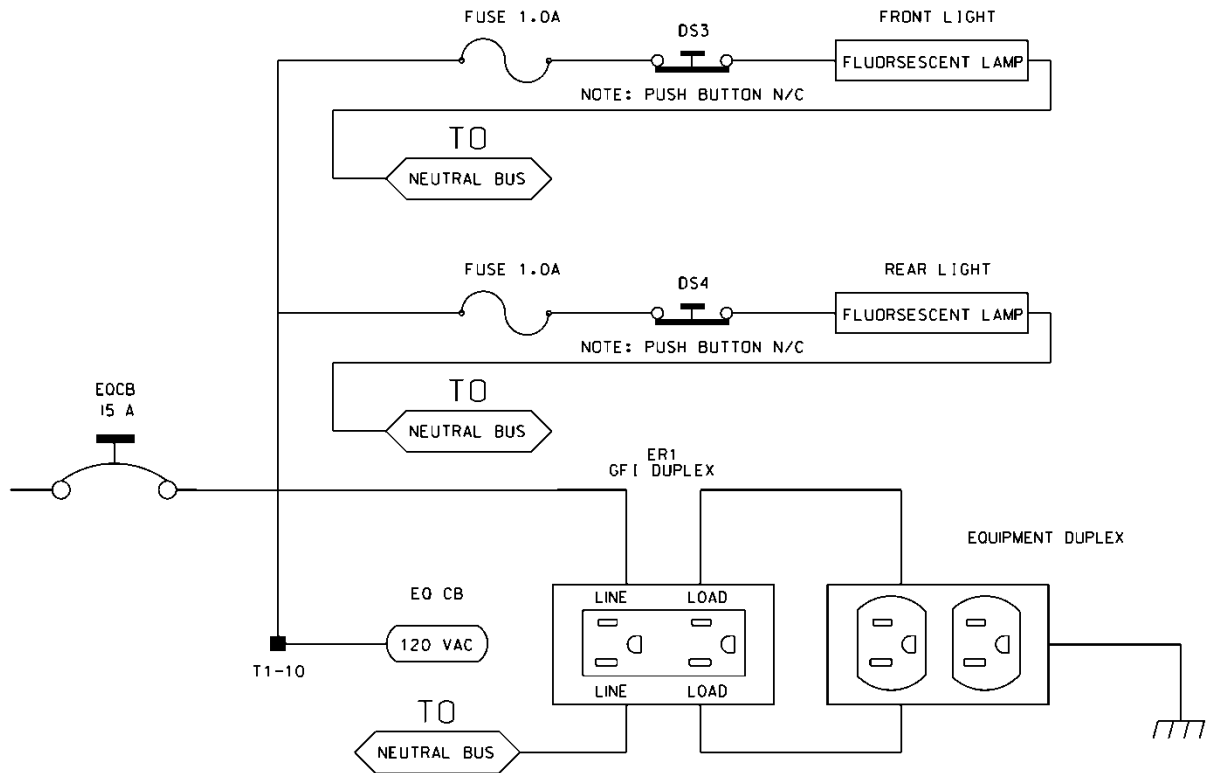 FUSE 1.0A
DS3
FRONT LIGHT
FLUORSESCENT LAMP
NOTE: PUSH BUTTON N/C
TO
NEUTRAL BUS
FUSE 1.0A
DS4
REAR LIGHT
FLUORSESCENT LAMP
NOTE: PUSH BUTTON N/C
TO
NEUTRAL BUS
EQCB
15 A
ER1
GFI DUPLEX
EQUIPMENT DUPLEX
EQ CB
120 VAC
T1-10
LINE LOAD
LINE LOAD
TO
NEUTRAL BUS